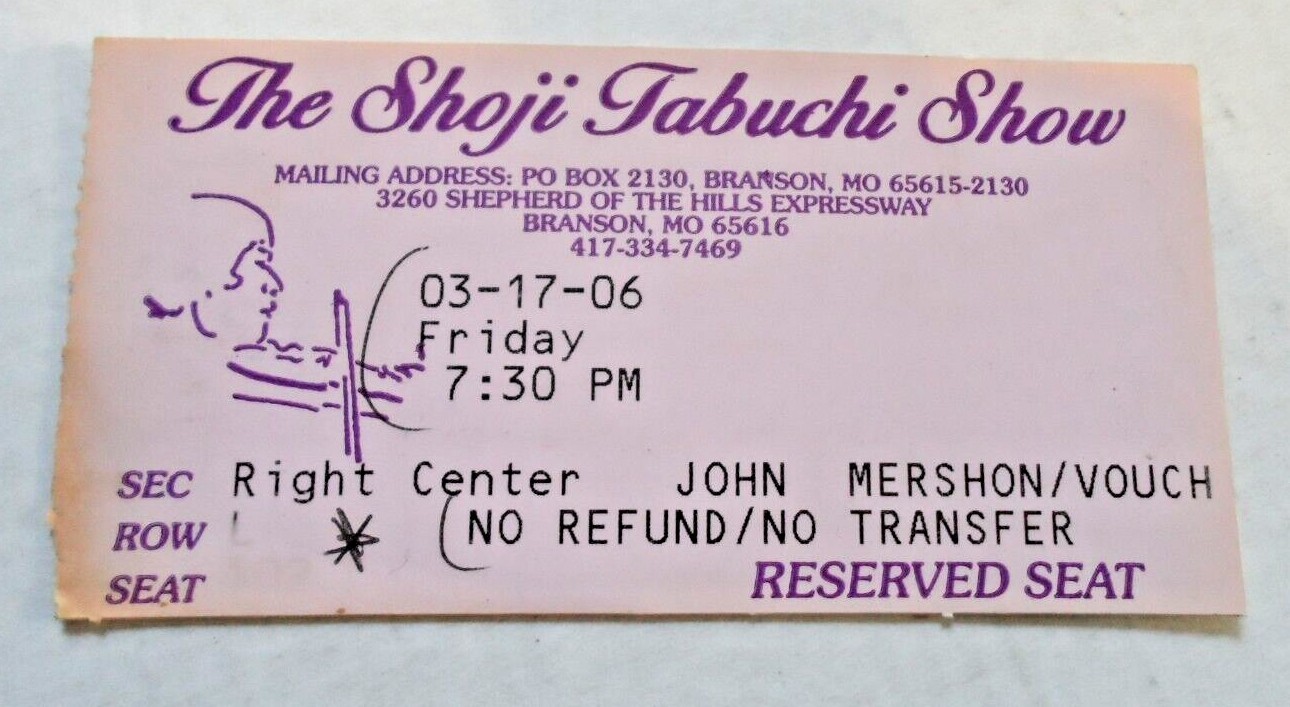 The Shoji Tabuchi Show
MAILING ADDRESS: PO BOX 2130, BRANSON, MO 65615-2130
3260 SHEPHERD OF THE HILLS EXPRESSWAY
BRANSON, MO 65616
417-334-7469
03-17-06
Friday
7:30 PM
SEC Right Center JOHN MERSHON/VOUCH
ROW * NO REFUND/NO TRANSFER
SEAT RESERVED SEAT